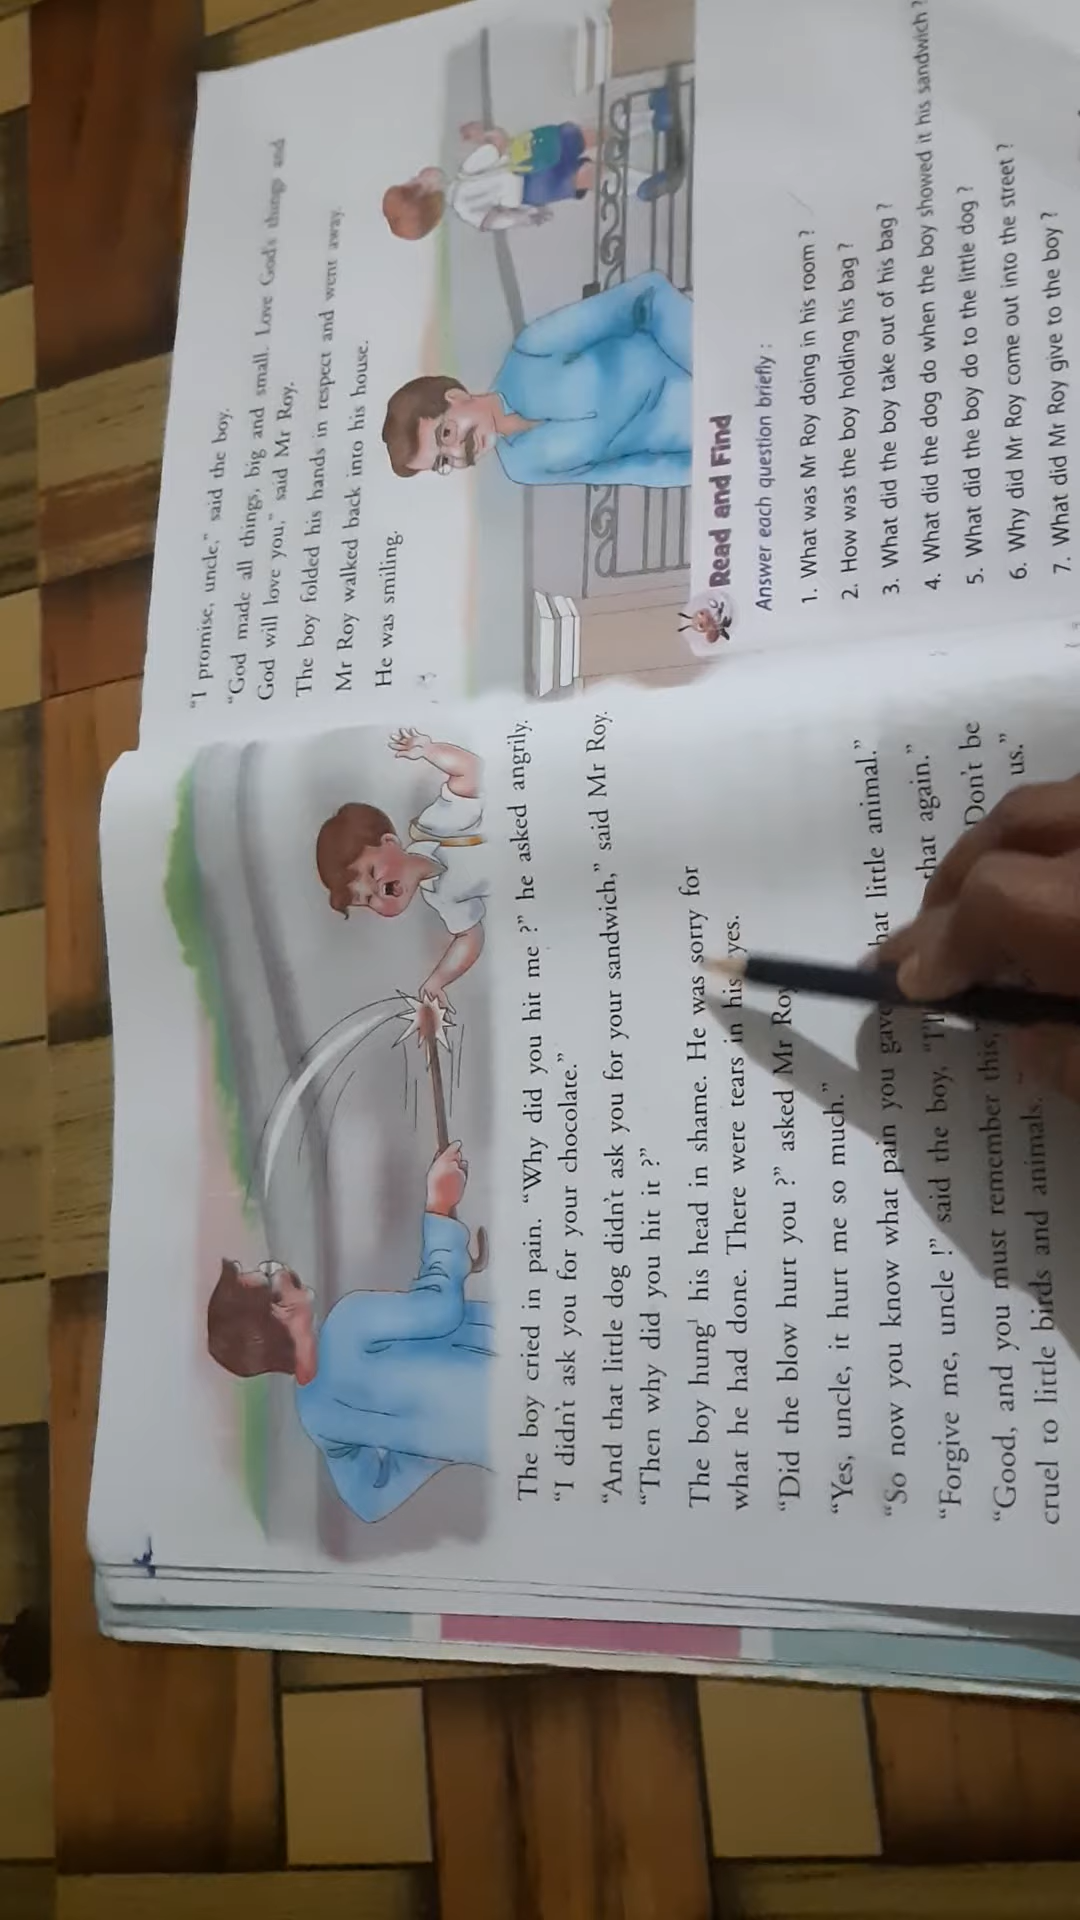 The boy cried in pain. “Why did you hit me ?” he asked angrily.
“I didn't ask you for your chocolate.”
“And that little dog didn't ask you for your sandwich,” said Mr Roy.
“Then why did you hit it ?”
The boy hung¹ his head in shame. He was sorry for
what he had done. There were tears in his yes.
“Did the blow hurt you ?” asked Mr Roy
“Yes, uncle, it hurt me so much.”
“So now you know what pain you gave hat little animal.”
“Forgive me, uncle !” said the boy, “I'll that again.”
“Good, and you must remember this, Don't be
cruel to little birds and animals. us.”
“I promise, uncle,” said the boy.
“God made all things, big and small. Love God's things and
God will love you,” said Mr Roy.
The boy folded his hands in respect and went away.
Mr Roy walked back into his house.
He was smiling.
Read and Find
Answer each question briefly :
1. What was Mr Roy doing in his room ?
2. How was the boy holding his bag ?
3. What did the boy take out of his bag ?
4. What did the dog do when the boy showed it his sandwich ?
5. What did the boy do to the little dog ?
6. Why did Mr Roy come out into the street ?
7. What did Mr Roy give to the boy ?